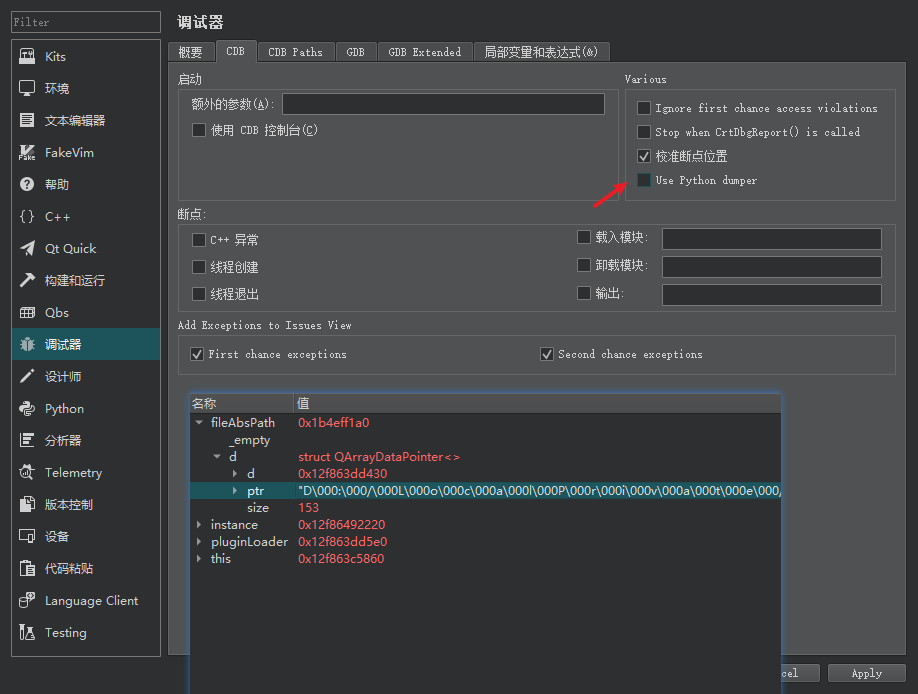 Filter
Kits
环境
文本编辑器
FakeVim
帮助
C++
Qt Quick
构建和运行
Qbs
调试器
设计师
Python
分析器
Telemetry
版本控制
设备
代码粘贴
Language Client
Testing
调试器
概要 CDB CDB Paths GDB GDB Extended 局部变量和表达式(&)
启动
额外的参数(A):
使用 CDB 控制台(C)
Various
Ignore first chance access violations
Stop when CrtDbgReport() is called
校准断点位置
Use Python dumper
断点:
C++ 异常
线程创建
线程退出
载入模块:
卸载模块:
输出:
Add Exceptions to Issues View
First chance exceptions Second chance exceptions
名称 值
fileAbsPath 0x1b4eff1a0
_empty
d struct QArrayDataPointer<>
d 0x12f863dd430
ptr "D\000:\000/\000L\000o\000c\000a\000l\000P\000r\000i\000v\000a\000t\000e\000/
size 153
instance 0x12f86492220
pluginLoader 0x12f863dd5e0
this 0x12f863c5860
cel Apply